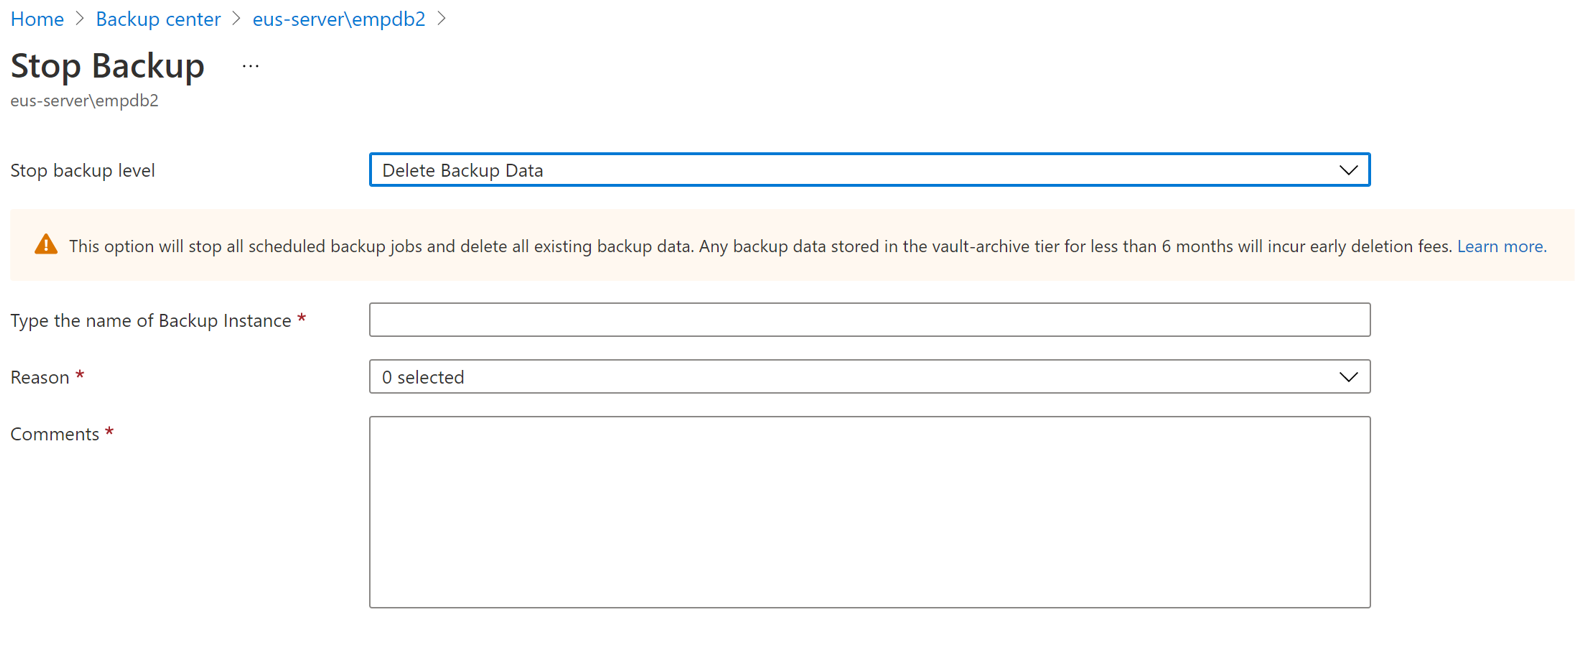 Home > Backup center > eus-server\empdb2 >
Stop Backup ...
eus-server\empdb2
Stop backup level Delete Backup Data
This option will stop all scheduled backup jobs and delete all existing backup data. Any backup data stored in the vault-archive tier for less than 6 months will incur early deletion fees. Learn more.
Type the name of Backup Instance *
Reason * 0 selected
Comments *